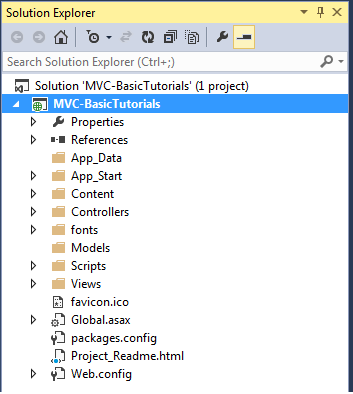 Solution Explorer
Search Solution Explorer (Ctrl+;)
Solution 'MVC-BasicTutorials' (1 project)
MVC-BasicTutorials
Properties
References
App_Data
App_Start
Content
Controllers
fonts
Models
Scripts
Views
favicon.ico
Global.asax
packages.config
Project_Readme.html
Web.config